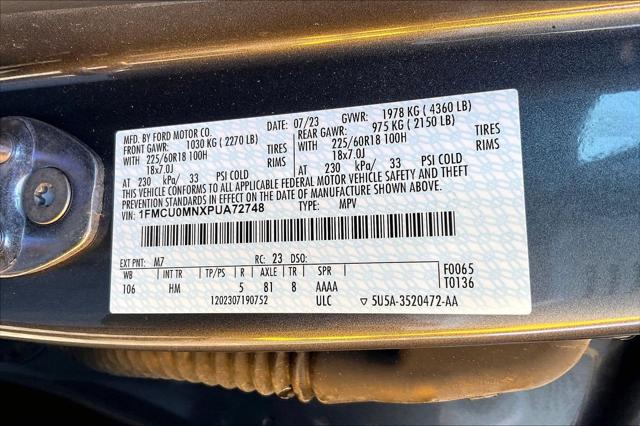 MFD. BY FORD MOTOR CO.
07/23 GVWR: 1978 KG ( 4360 LB)
FRONT GAWR: 1030 KG ( 2270 LB) REAR GAWR: 975 KG ( 2150 LB)
WITH 225/60R18 100H TIRES WITH 225/60R18 100H TIRES
18x7.0J RIMS 18x7.0J RIMS
AT 230 kPa/ 33 PSI COLD AT 230 kPa/ 33 PSI COLD
THIS VEHICLE CONFORMS TO ALL APPLICABLE FEDERAL MOTOR VEHICLE SAFETY AND THEFT
PREVENTION STANDARDS IN EFFECT ON THE DATE OF MANUFACTURE SHOWN ABOVE.
VIN: 1FMCU0MNXPUA72748 TYPE: MPV
EXT PNT: M7 RC: 23 DSO:
WB INT TR TP/PS R AXLE TR SPR
106 HM 5 81 8 AAAA
F0065
T0136
1202307190752 ULC ▽ 5U5A-3520472-AA